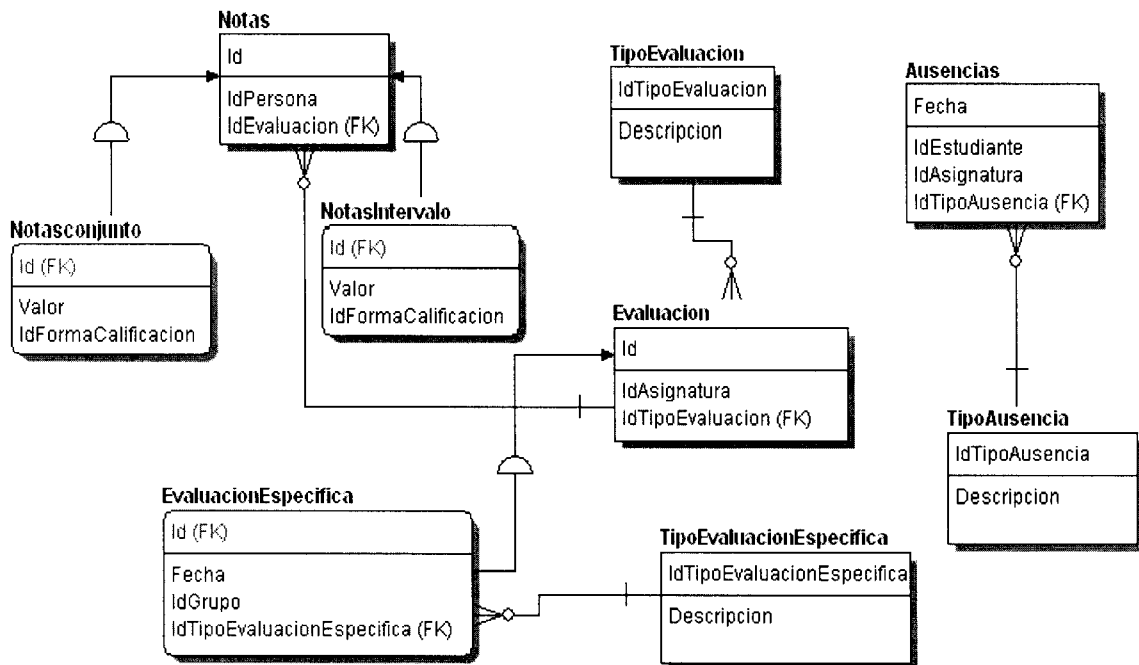 Notas
Id
IdPersona
IdEvaluacion (FK)
TipoEvaluacion
IdTipoEvaluacion
Descripcion
Ausencias
Fecha
IdEstudiante
IdAsignatura
IdTipoAusencia (FK)
Notasconjunto
Id (FK)
Valor
IdFormaCalificacion
NotasIntervalo
Id (FK)
Valor
IdFormaCalificacion
Evaluacion
Id
IdAsignatura
IdTipoEvaluacion (FK)
TipoAusencia
IdTipoAusencia
Descripcion
EvaluacionEspecifica
Id (FK)
Fecha
IdGrupo
IdTipoEvaluacionEspecifica (FK)
TipoEvaluacionEspecifica
IdTipoEvaluacionEspecifica
Descripcion